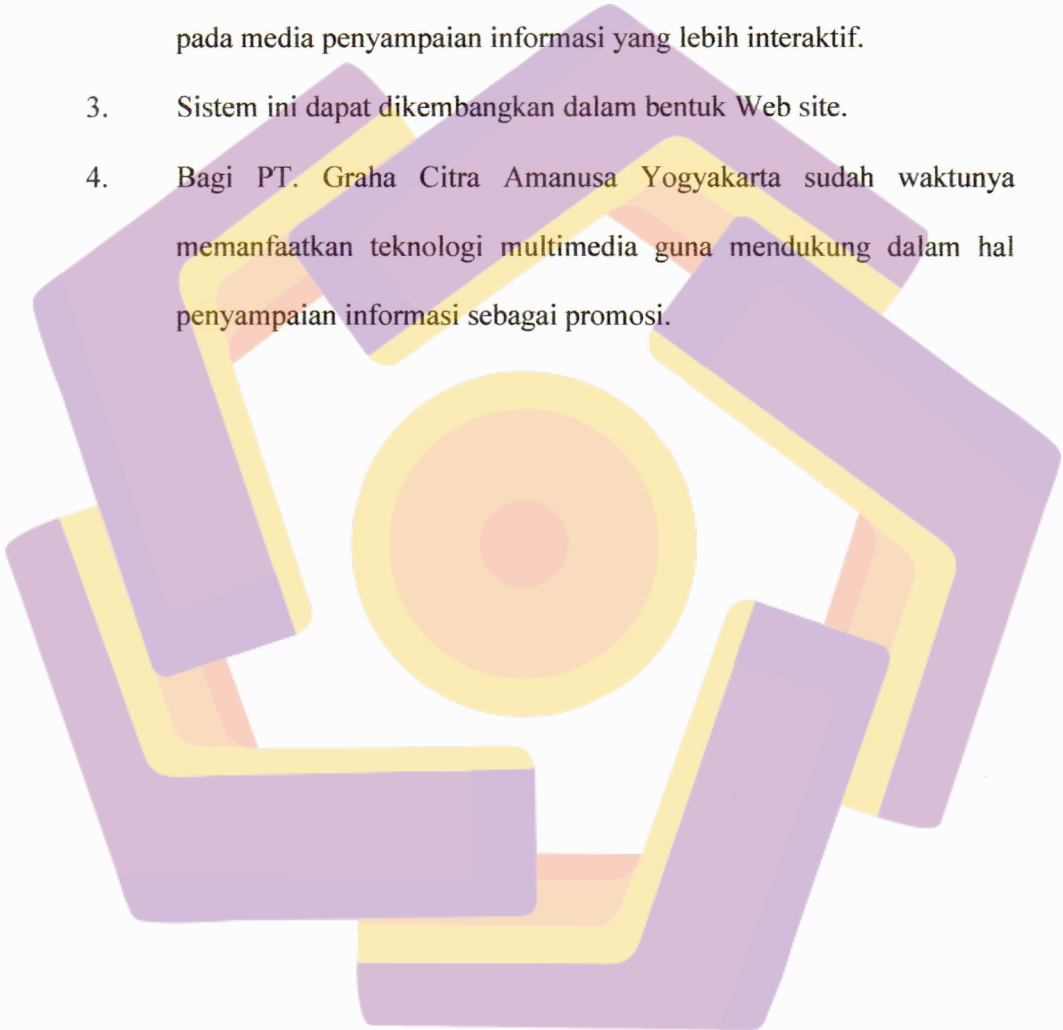 pada media penyampaian informasi yang lebih interaktif.
3. Sistem ini dapat dikembangkan dalam bentuk Web site.
4. Bagi PT. Graha Citra Amanusa Yogyakarta sudah waktunya
memanfaatkan teknologi multimedia guna mendukung dalam hal
penyampaian informasi sebagai promosi.